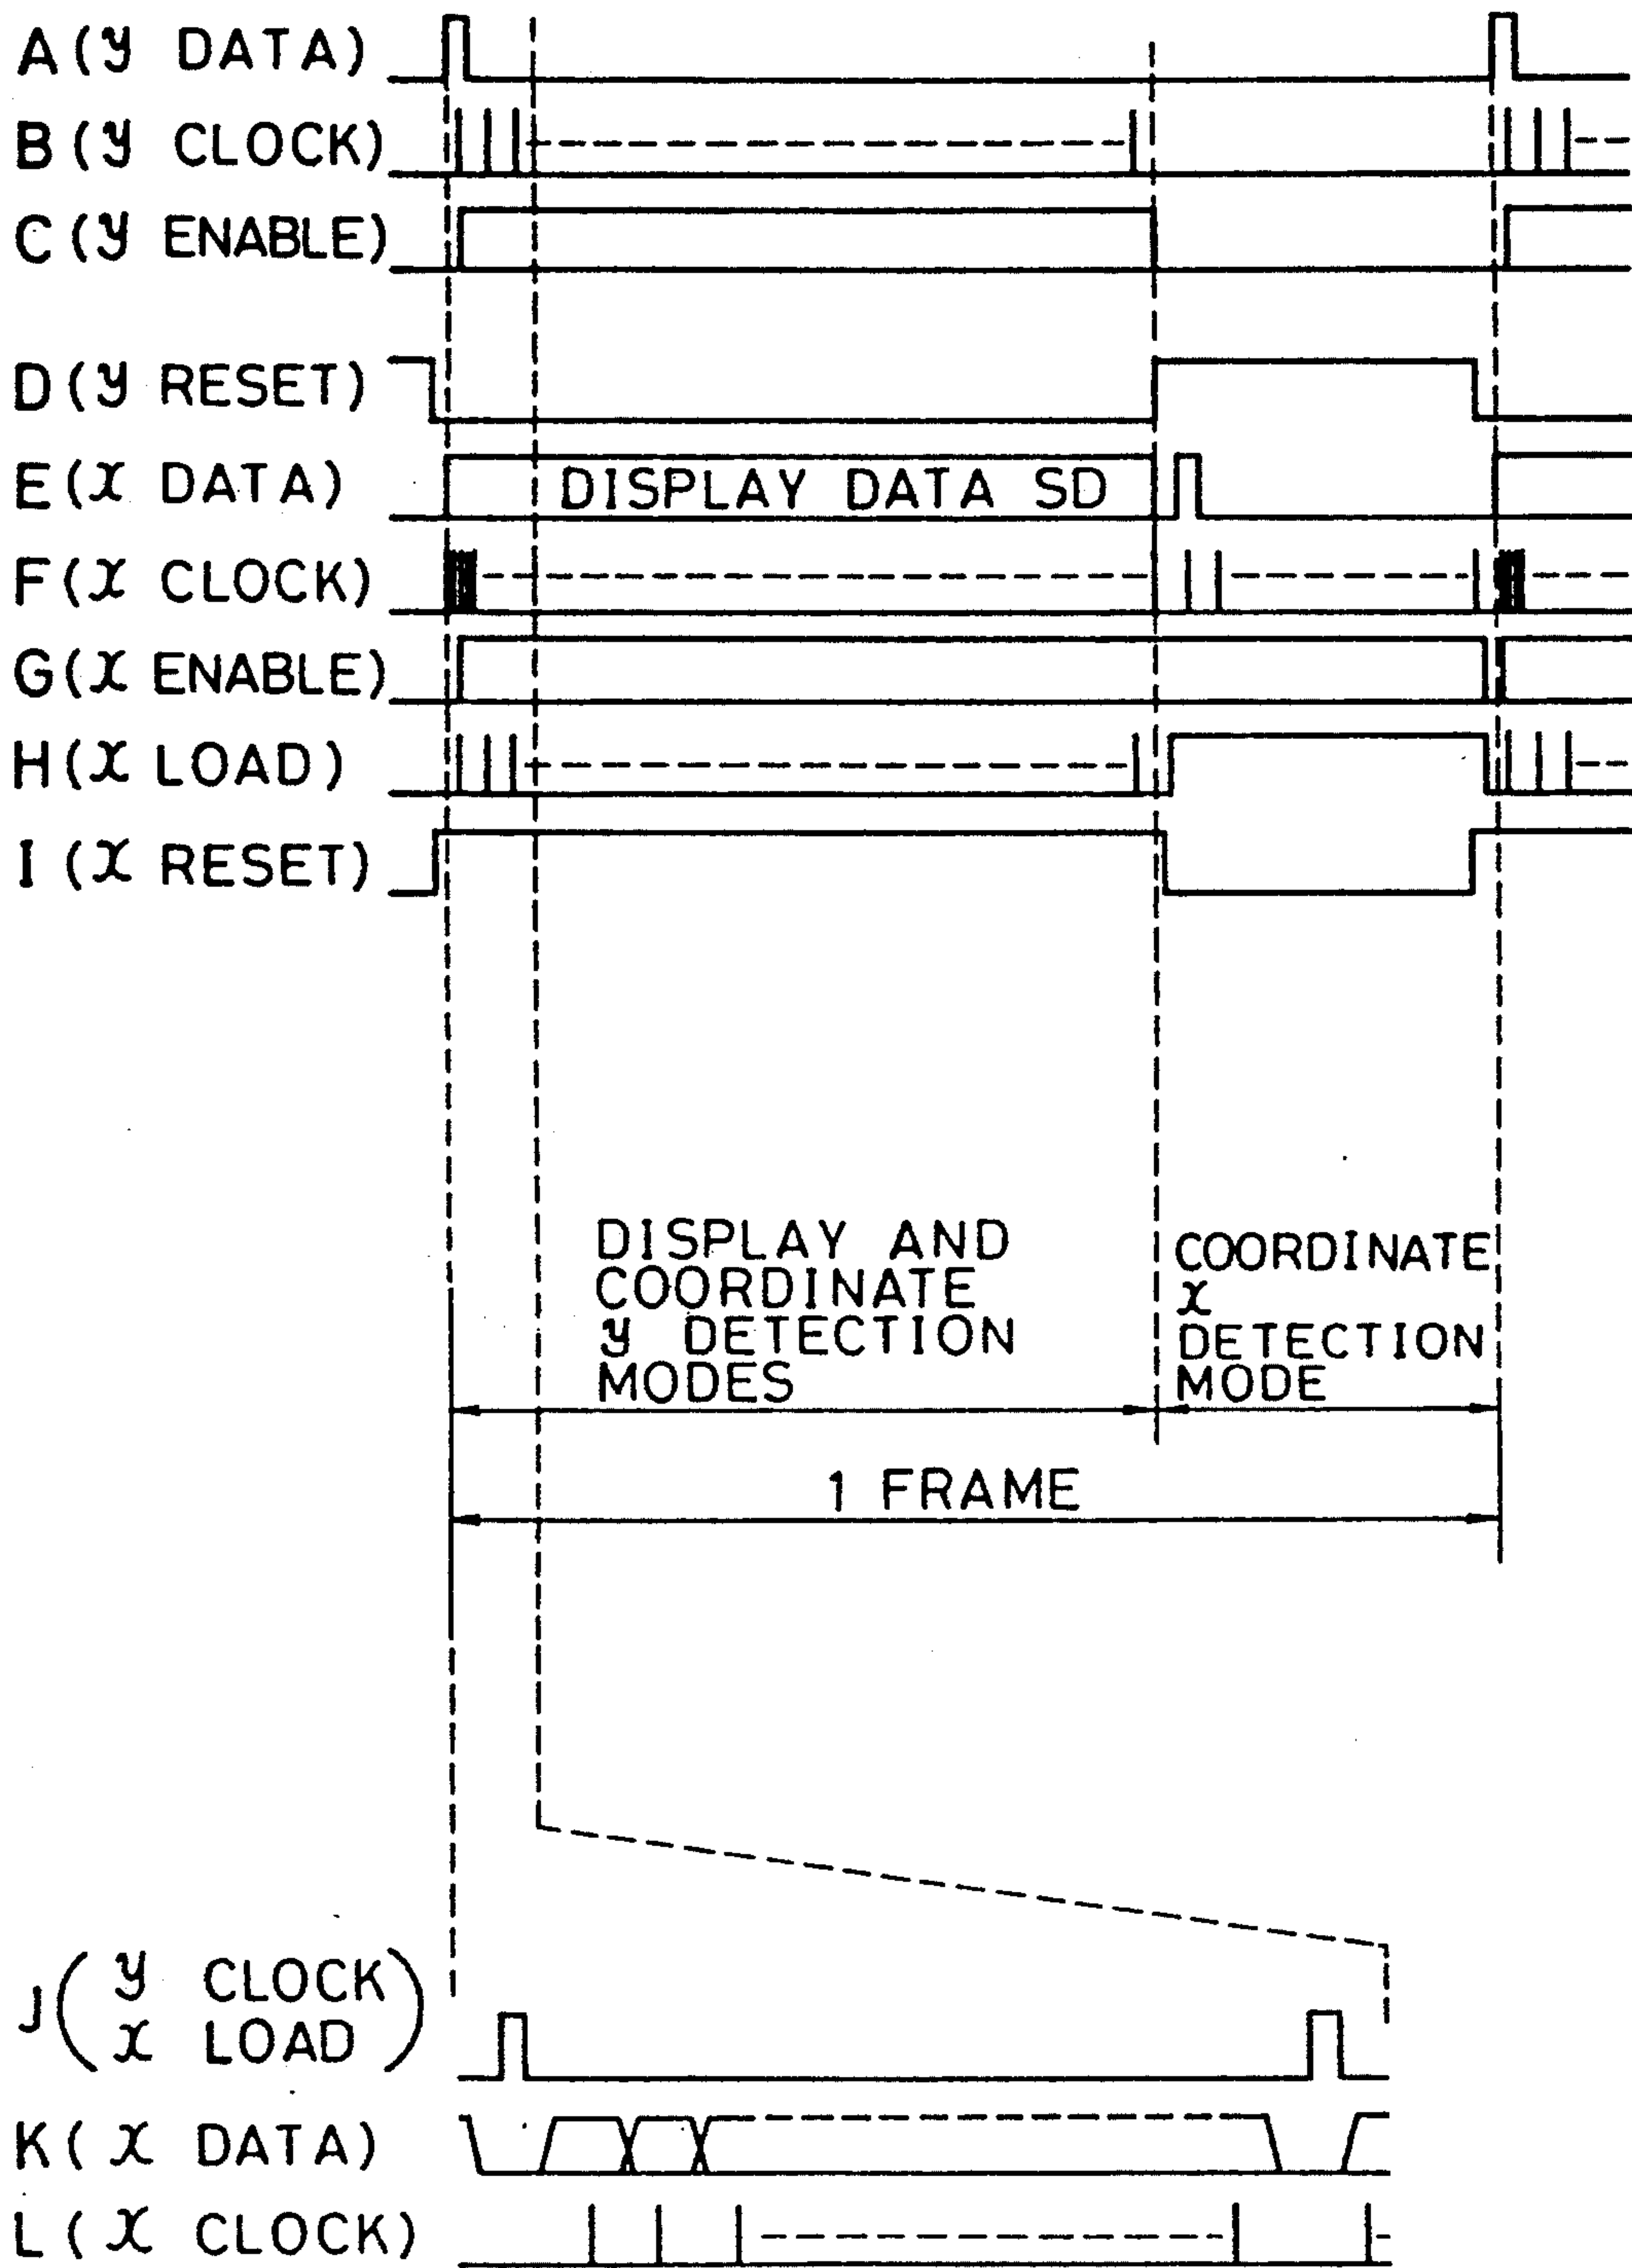 A(y DATA)
B(y CLOCK)
C(y ENABLE)
D(y RESET)
E(x DATA)
DISPLAY DATA SD
F(x CLOCK)
G(x ENABLE)
H(x LOAD)
I(x RESET)
DISPLAY AND
COORDINATE
y DETECTION
MODES
COORDINATE
x
DETECTION
MODE
1 FRAME
J(y CLOCK
x LOAD)
K(x DATA)
L(x CLOCK)